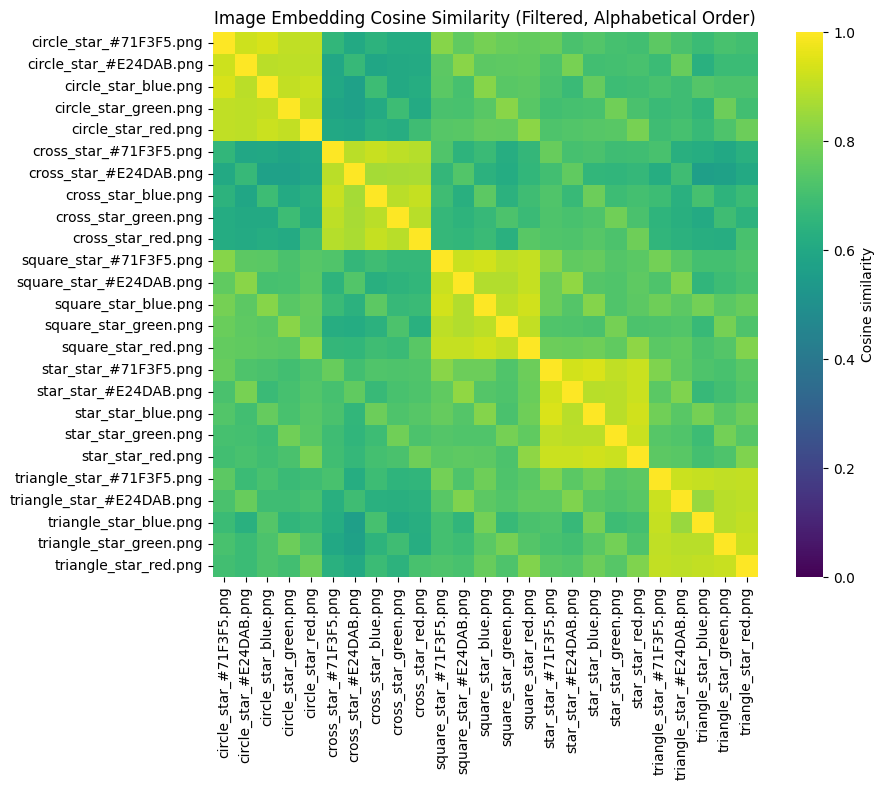 Image Embedding Cosine Similarity (Filtered, Alphabetical Order)
circle_star_#71F3F5.png
circle_star_#E24DAB.png
circle_star_blue.png
circle_star_green.png
circle_star_red.png
cross_star_#71F3F5.png
cross_star_#E24DAB.png
cross_star_blue.png
cross_star_green.png
cross_star_red.png
square_star_#71F3F5.png
square_star_#E24DAB.png
square_star_blue.png
square_star_green.png
square_star_red.png
star_star_#71F3F5.png
star_star_#E24DAB.png
star_star_blue.png
star_star_green.png
star_star_red.png
triangle_star_#71F3F5.png
triangle_star_#E24DAB.png
triangle_star_blue.png
triangle_star_green.png
triangle_star_red.png
circle_star_#71F3F5.png
circle_star_#E24DAB.png
circle_star_blue.png
circle_star_green.png
circle_star_red.png
cross_star_#71F3F5.png
cross_star_#E24DAB.png
cross_star_blue.png
cross_star_green.png
cross_star_red.png
square_star_#71F3F5.png
square_star_#E24DAB.png
square_star_blue.png
square_star_green.png
square_star_red.png
star_star_#71F3F5.png
star_star_#E24DAB.png
star_star_blue.png
star_star_green.png
star_star_red.png
triangle_star_#71F3F5.png
triangle_star_#E24DAB.png
triangle_star_blue.png
triangle_star_green.png
triangle_star_red.png
1.0
0.8
0.6
0.4
0.2
0.0
Cosine similarity